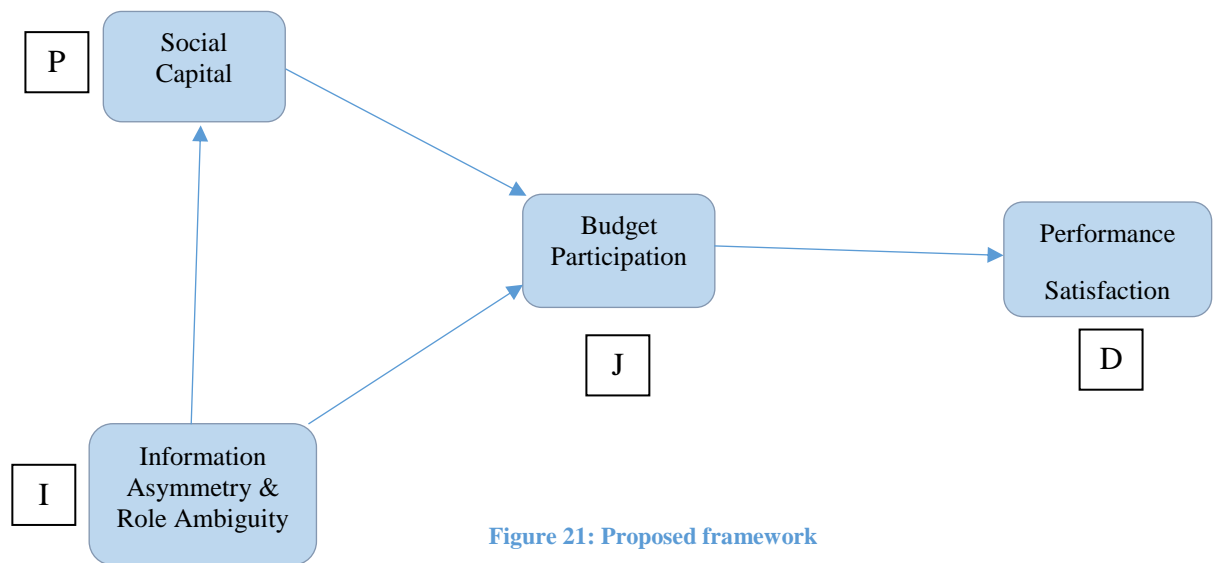 P
Social
Capital
Budget
Participation
Performance
Satisfaction
J
D
I
Information
Asymmetry &
Role Ambiguity
Figure 21: Proposed framework